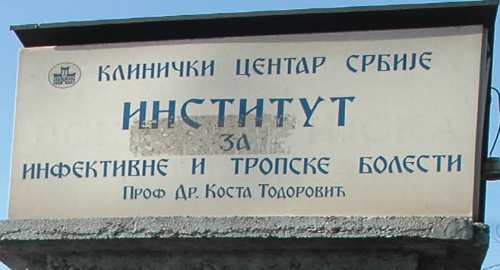 КЛИНИЧКИ ЦЕНТАР СРБИЈЕ
ИНСТИТУТ
ЗА
ИНФЕКТИВНЕ И ТРОПСКЕ БОЛЕСТИ
ПРОФ ДР. КОСТА ТОДОРОВИЋ